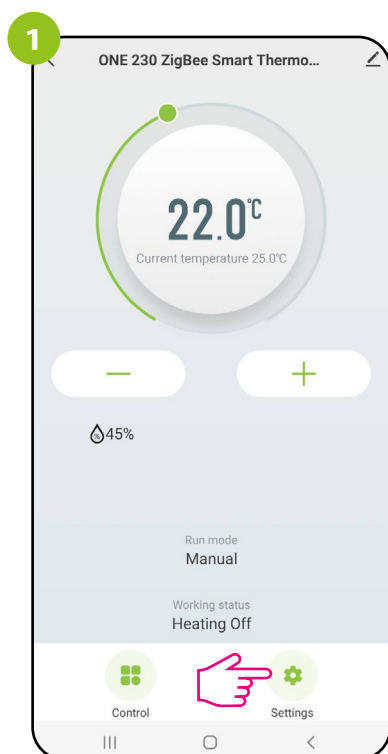 1
ONE 230 ZigBee Smart Thermo...
22.0°C
Current temperature 25.0°C
45%
Run mode
Manual
Working status
Heating Off
Control Settings